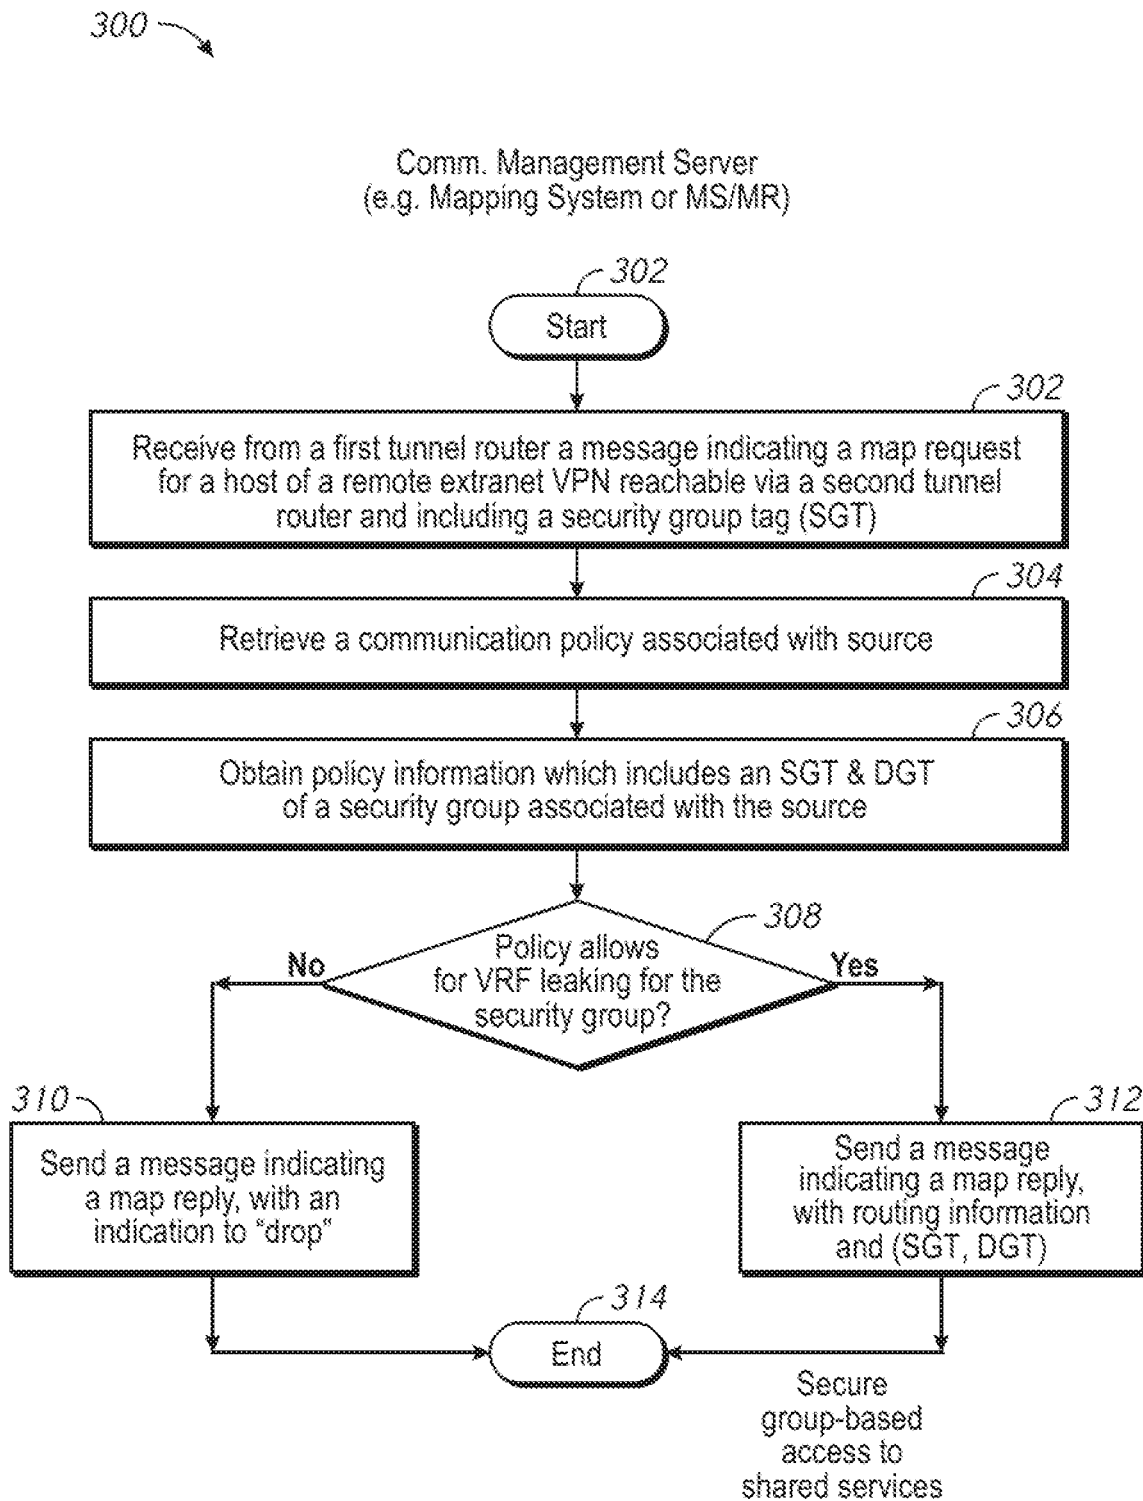 300
Comm. Management Server
(e.g. Mapping System or MS/MR)
302
Start
302
Receive from a first tunnel router a message indicating a map request
for a host of a remote extranet VPN reachable via a second tunnel
router and including a security group tag (SGT)
304
Retrieve a communication policy associated with source
306
Obtain policy information which includes an SGT & DGT
of a security group associated with the source
308
Policy allows
for VRF leaking for the
security group?
No
Yes
310
Send a message indicating
a map reply, with an
indication to “drop”
312
Send a message
indicating a map reply,
with routing information
and (SGT, DGT)
314
End
Secure
group-based
access to
shared services